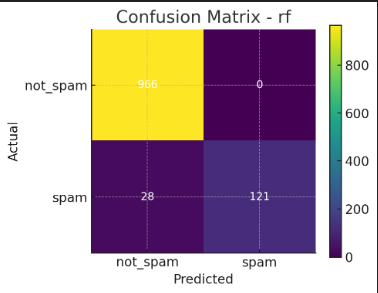 Confusion Matrix - rf
Actual
not_spam
966
0
spam
28
121
not_spam
spam
Predicted
800
600
400
200
0